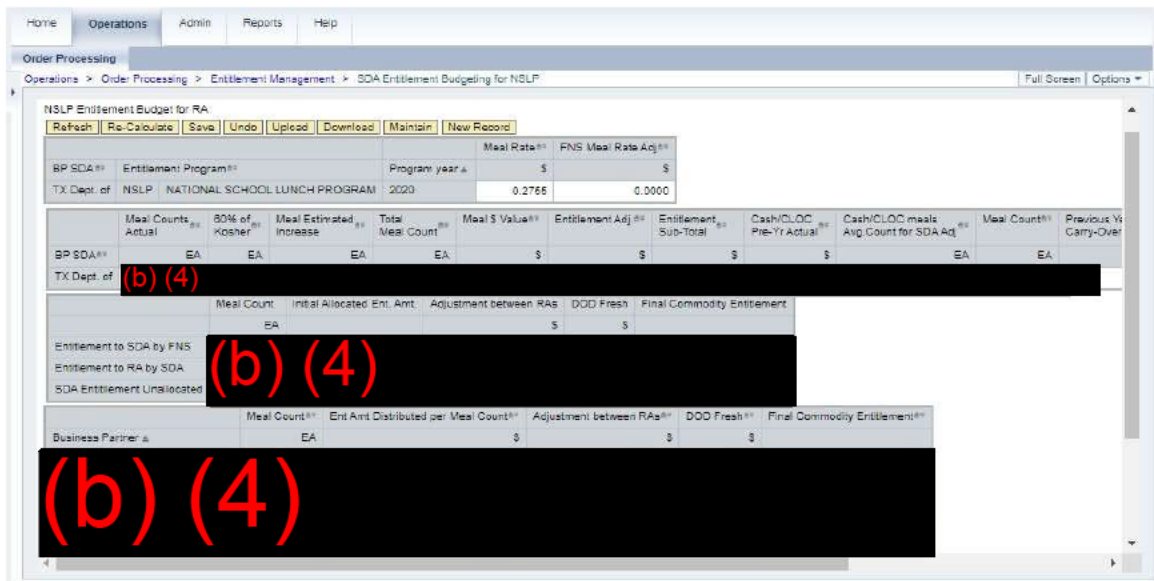 Home Operations Admin Reports Help
Order Processing
Operations > Order Processing > Entitlement Management > SDA Entitlement Budgeting for NSLP Full Screen Options
NSLP Entitlement Budget for RA
Refresh Re-Calculate Save Undo Upload Download Maintain New Record
Meal Rate FNS Meal Rate Adj
BP SDA Entitlement Program Program year $ $
TX Dept. of NSLP NATIONAL SCHOOL LUNCH PROGRAM 2020 0.2765 0.0000
Meal Counts 60% of Meal Estimated Total Meal $ Value Entitlement Adj Entitlement Cash/CLOC Cash/CLOC meals Meal Count Previous Ye
Actual Kosher Increase Meal Count Sub-Total Pre-Yr Actual Avg.Count for SDA Adj Carry-Over
BP SDA EA EA EA EA $ $ $ $ EA EA
TX Dept. of (b) (4)
Meal Count Initial Allocated Ent. Amt. Adjustment between RAs DOD Fresh Final Commodity Entitlement
EA $ $
Entitlement to SDA by FNS
Entitlement to RA by SDA (b) (4)
SDA Entitlement Unallocated
Meal Count Ent Amt Distributed per Meal Count Adjustment between RAs DOD Fresh Final Commodity Entitlement
Business Partner EA $ $ $
(b) (4)